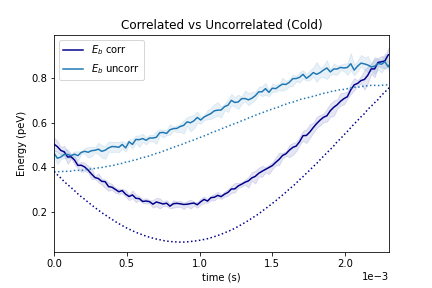 Correlated vs Uncorrelated (Cold)
E_b corr
E_b uncorr
Energy (peV)
0.8
0.6
0.4
0.2
0.0 0.5 1.0 1.5 2.0
1e−3
time (s)